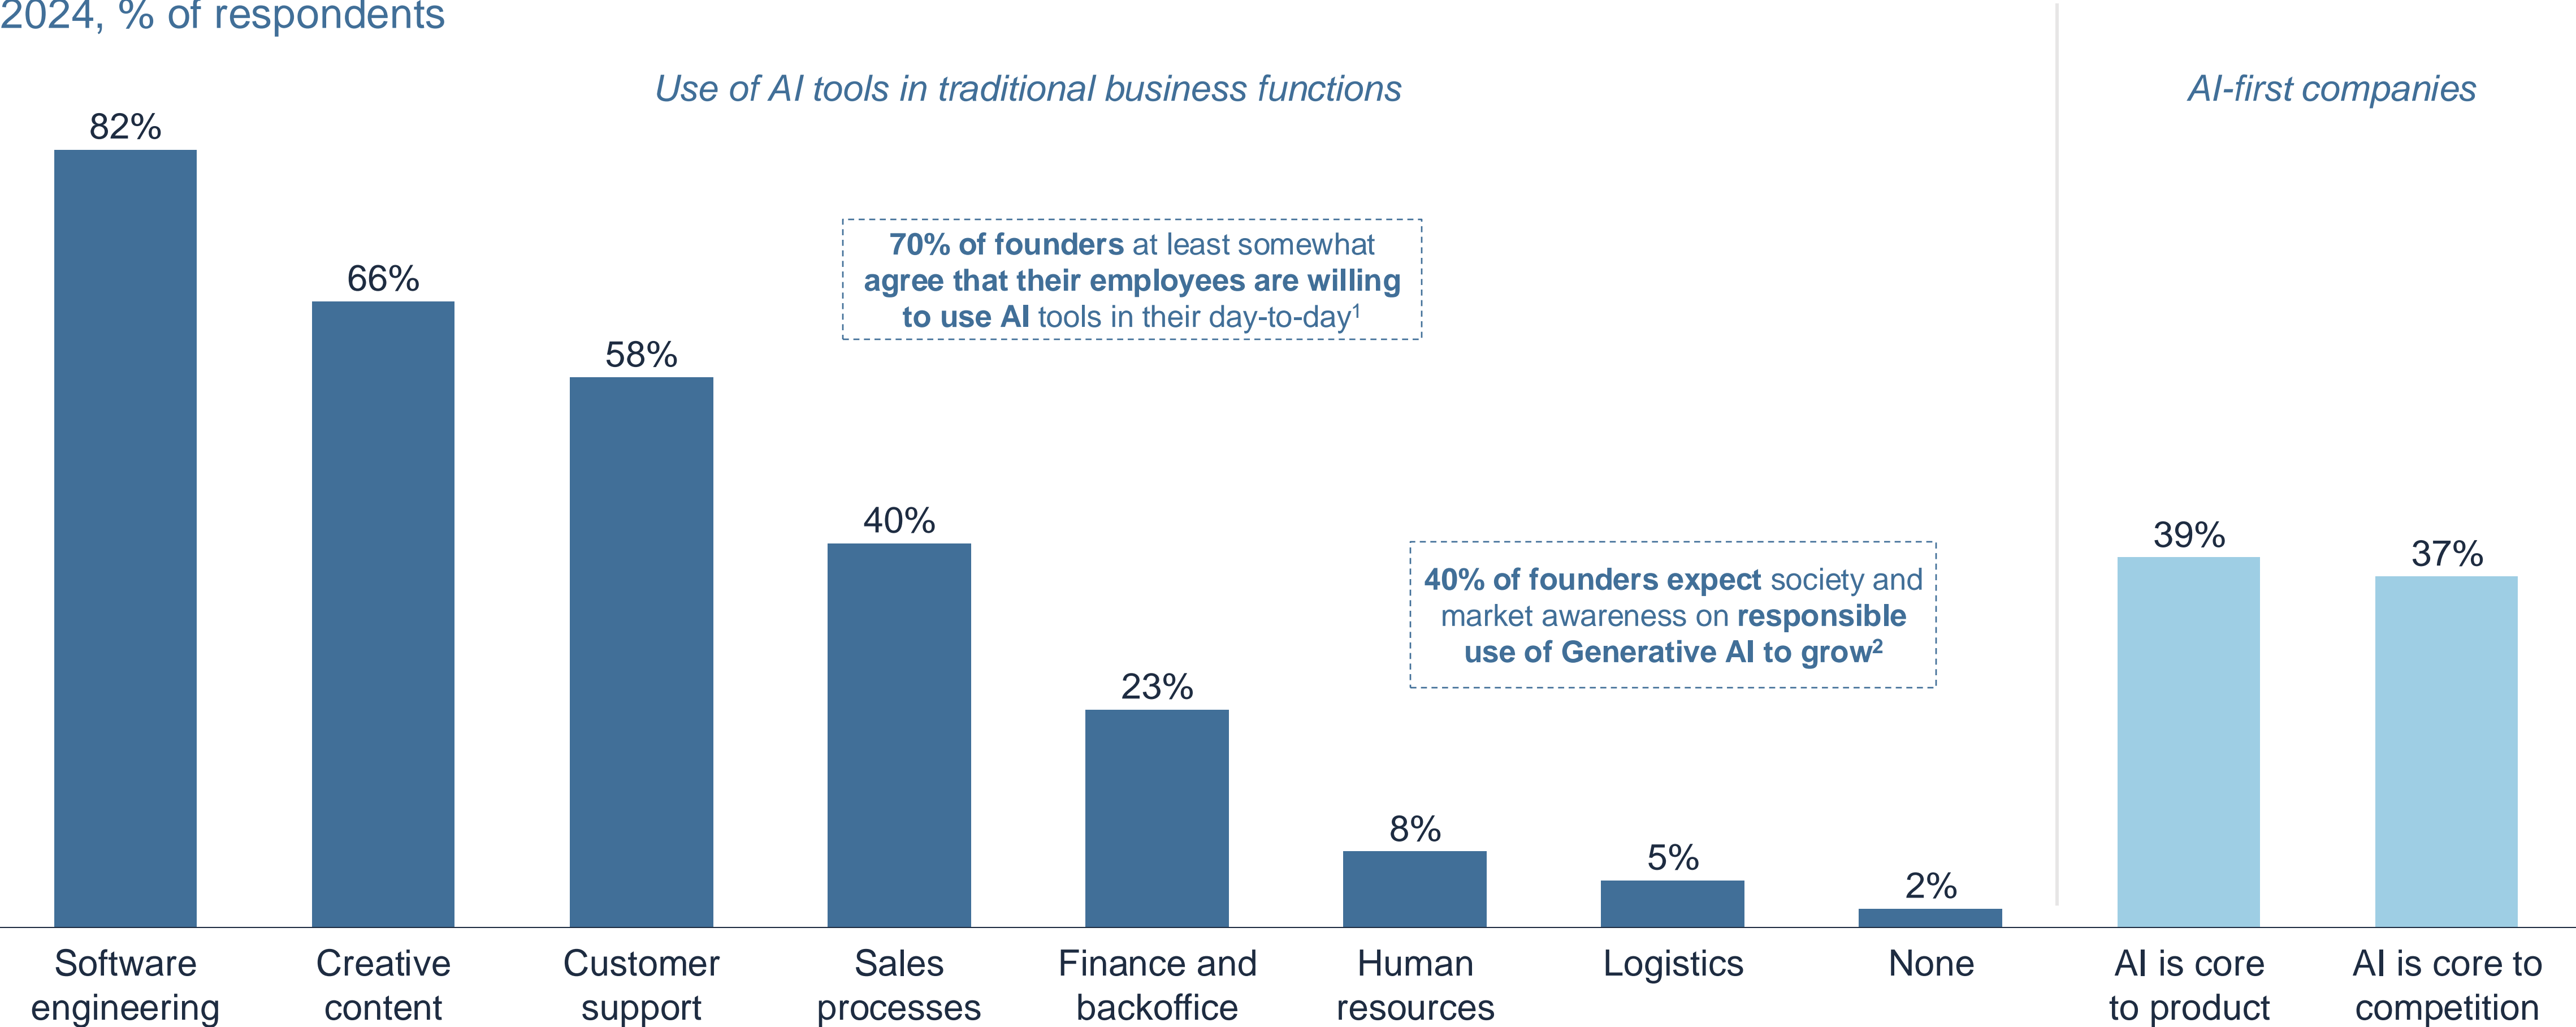 2024, % of respondents
Use of AI tools in traditional business functions
AI-first companies
82%
66%
58%
40%
23%
8%
5%
2%
39%
37%
70% of founders at least somewhat
agree that their employees are willing
to use AI tools in their day-to-day¹
40% of founders expect society and
market awareness on responsible
use of Generative AI to grow²
Software
engineering
Creative
content
Customer
support
Sales
processes
Finance and
backoffice
Human
resources
Logistics
None
AI is core
to product
AI is core to
competition